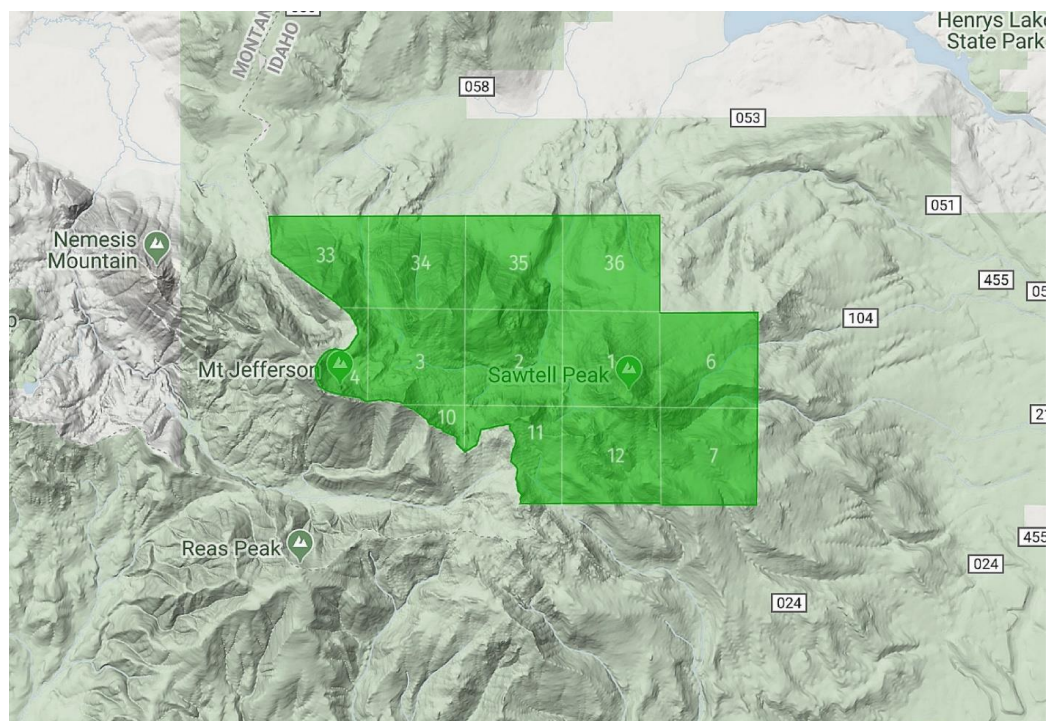 Henrys Lake
State Park
MONTANA
IDAHO
058
053
051
Nemesis
Mountain
33
34
35
36
455
104
Mt Jefferson
4
3
2
1
6
Sawtell Peak
10
11
12
7
Reas Peak
455
024
024